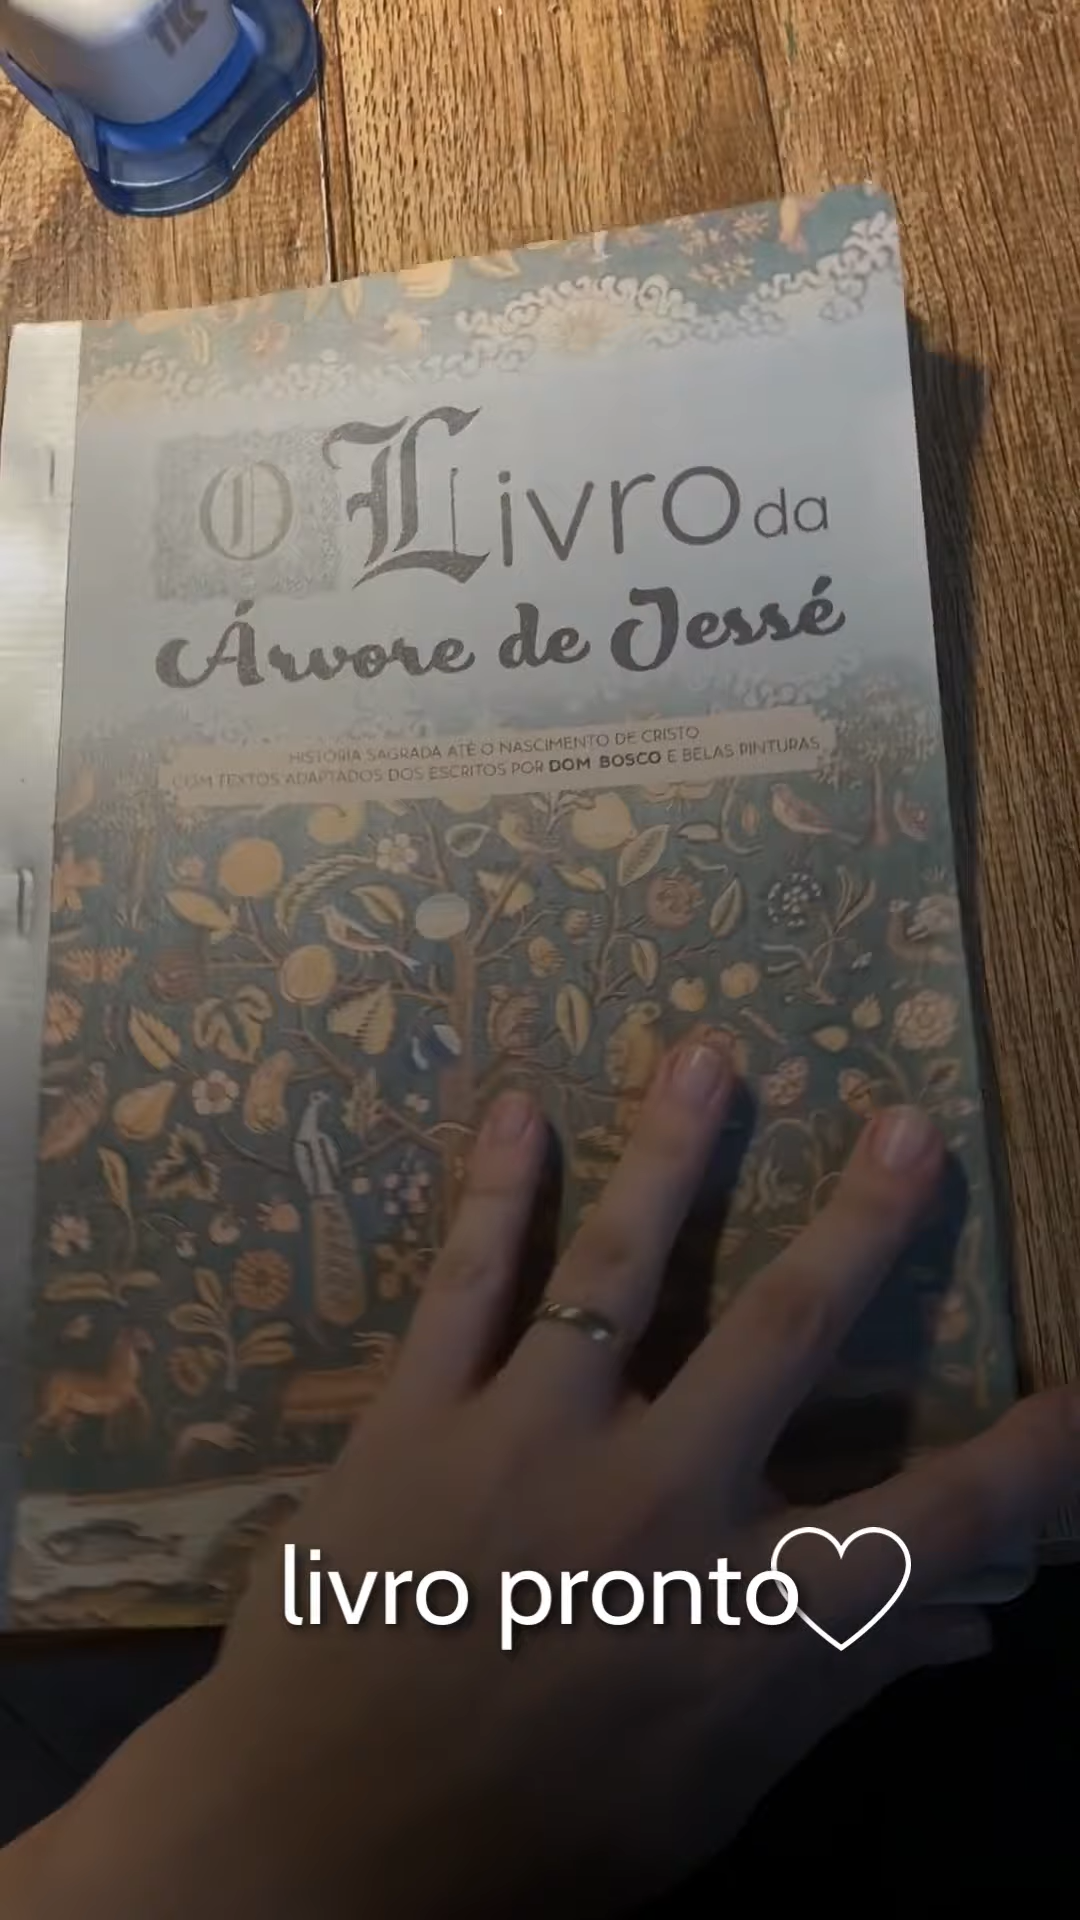 O Livro da
Árvore de Jessé
HISTÓRIA SAGRADA ATÉ O NASCIMENTO DE CRISTO
COM TEXTOS ADAPTADOS DOS ESCRITOS POR DOM BOSCO E BELAS PINTURAS
livro pronto